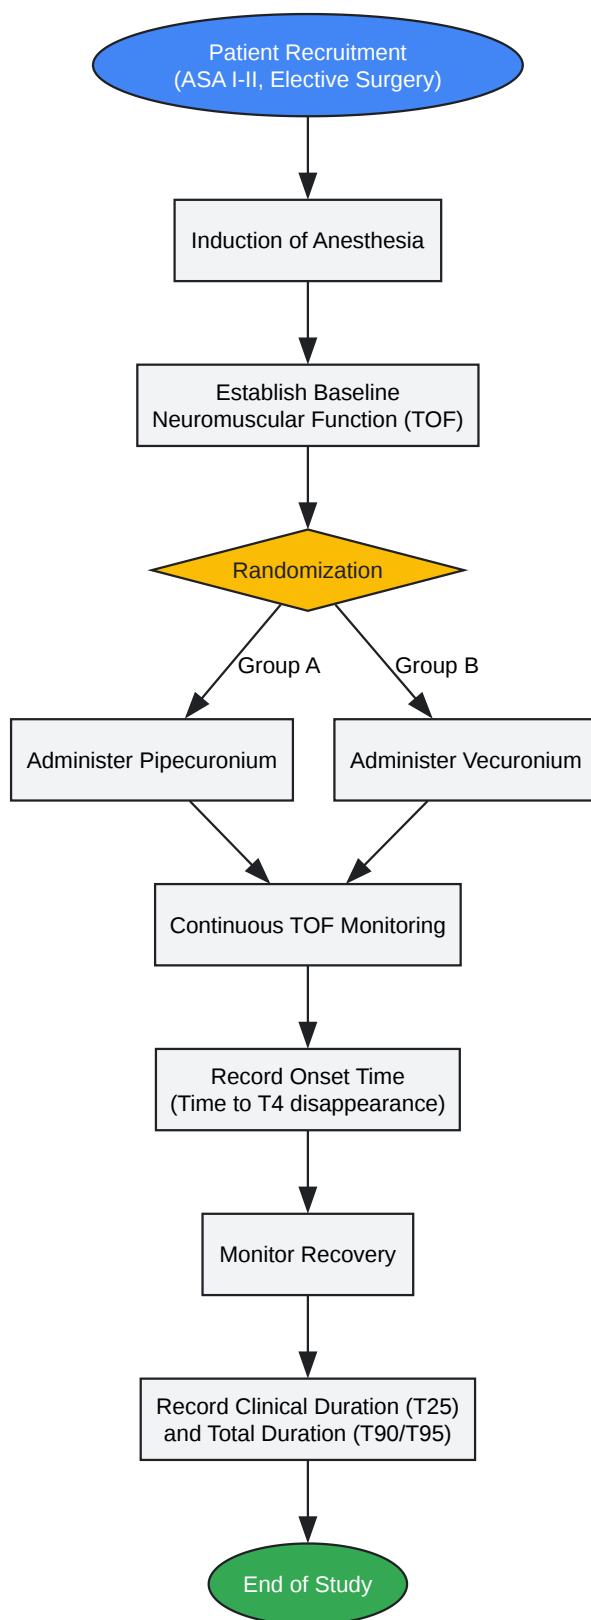 Patient Recruitment
(ASA I-II, Elective Surgery)
Induction of Anesthesia
Establish Baseline
Neuromuscular Function (TOF)
Randomization
Group A
Group B
Administer Pipecuronium
Administer Vecuronium
Continuous TOF Monitoring
Record Onset Time
(Time to T4 disappearance)
Monitor Recovery
Record Clinical Duration (T25)
and Total Duration (T90/T95)
End of Study